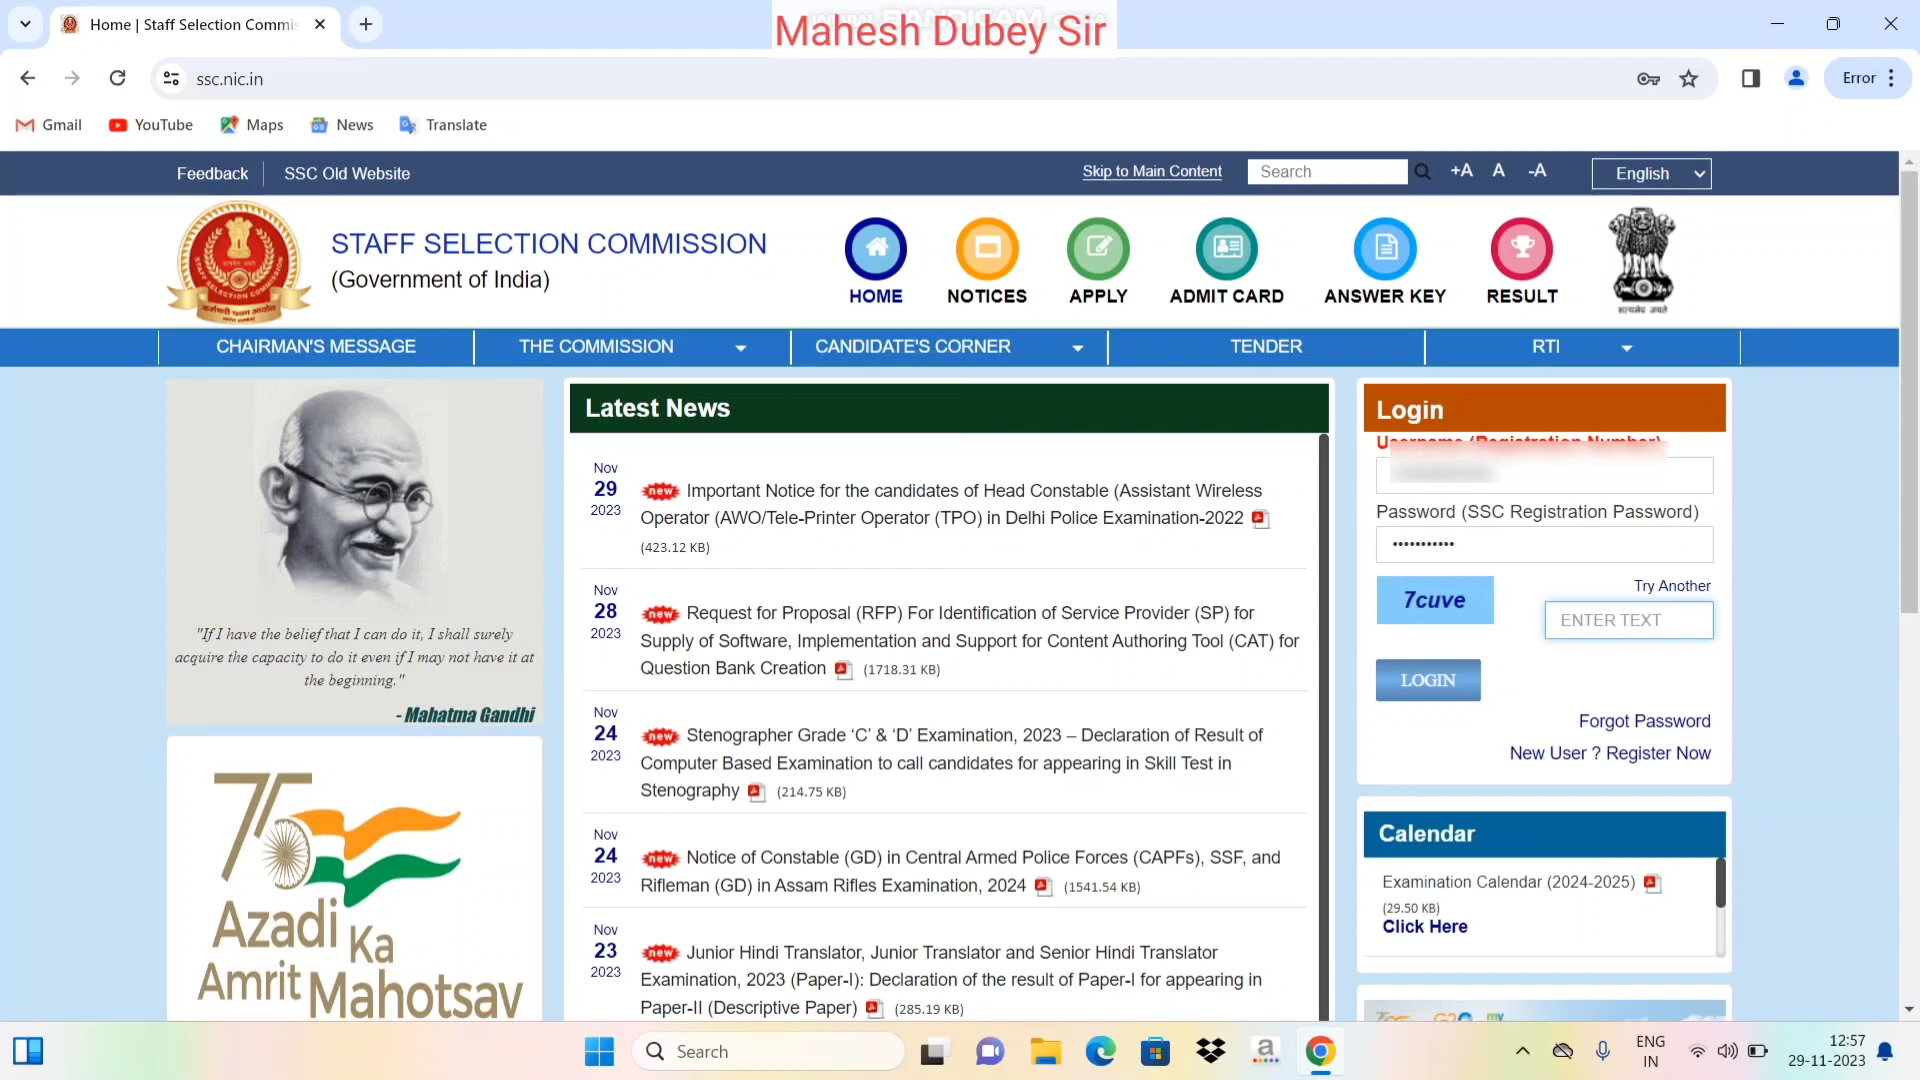 Home | Staff Selection Commis
Mahesh Dubey Sir
ssc.nic.in
Error
Gmail
YouTube
Maps
News
Translate
Feedback
SSC Old Website
Skip to Main Content
Search
+A
A
-A
English
STAFF SELECTION COMMISSION
(Government of India)
HOME
NOTICES
APPLY
ADMIT CARD
ANSWER KEY
RESULT
सत्यमेव जयते
CHAIRMAN'S MESSAGE
THE COMMISSION
CANDIDATE'S CORNER
TENDER
RTI
"If I have the belief that I can do it, I shall surely
acquire the capacity to do it even if I may not have it at
the beginning."
- Mahatma Gandhi
75
Azadi Ka
Amrit Mahotsav
Latest News
Nov
29
2023
new Important Notice for the candidates of Head Constable (Assistant Wireless
Operator (AWO/Tele-Printer Operator (TPO) in Delhi Police Examination-2022
(423.12 KB)
Nov
28
2023
new Request for Proposal (RFP) For Identification of Service Provider (SP) for
Supply of Software, Implementation and Support for Content Authoring Tool (CAT) for
Question Bank Creation (1718.31 KB)
Nov
24
2023
new Stenographer Grade ‘C’ & ‘D’ Examination, 2023 – Declaration of Result of
Computer Based Examination to call candidates for appearing in Skill Test in
Stenography (214.75 KB)
Nov
24
2023
new Notice of Constable (GD) in Central Armed Police Forces (CAPFs), SSF, and
Rifleman (GD) in Assam Rifles Examination, 2024 (1541.54 KB)
Nov
23
2023
new Junior Hindi Translator, Junior Translator and Senior Hindi Translator
Examination, 2023 (Paper-I): Declaration of the result of Paper-I for appearing in
Paper-II (Descriptive Paper) (285.19 KB)
Login
Username (Registration Number)
Password (SSC Registration Password)
Try Another
7cuve
ENTER TEXT
LOGIN
Forgot Password
New User ? Register Now
Calendar
Examination Calendar (2024-2025)
(29.50 KB)
Click Here
Search
ENG
IN
12:57
29-11-2023